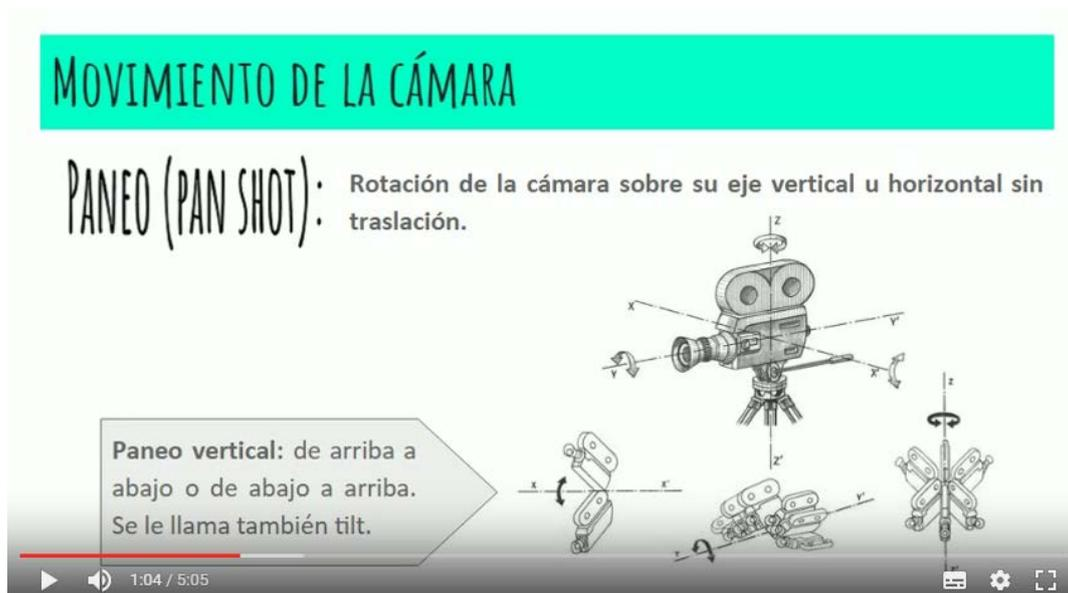 MOVIMIENTO DE LA CÁMARA
PANEO (PAN SHOT):
Rotación de la cámara sobre su eje vertical u horizontal sin
traslación.
Z
X
Y'
Y
X'
Z
Z'
Paneo vertical: de arriba a
abajo o de abajo a arriba.
Se le llama también tilt.
X
X'
Y'
Y
1:04 / 5:05